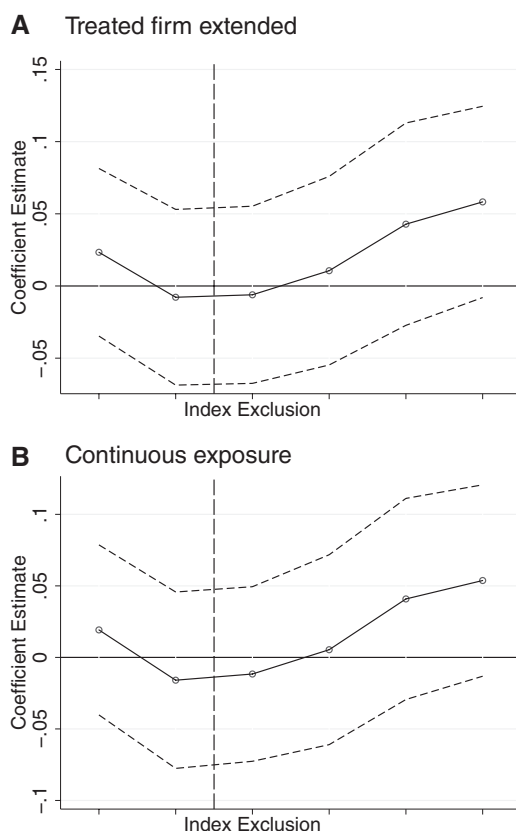 A Treated firm extended
.15
.1
.05
0
-.05
Coefficient Estimate
Index Exclusion
B Continuous exposure
.1
.05
0
-.05
-.1
Coefficient Estimate
Index Exclusion